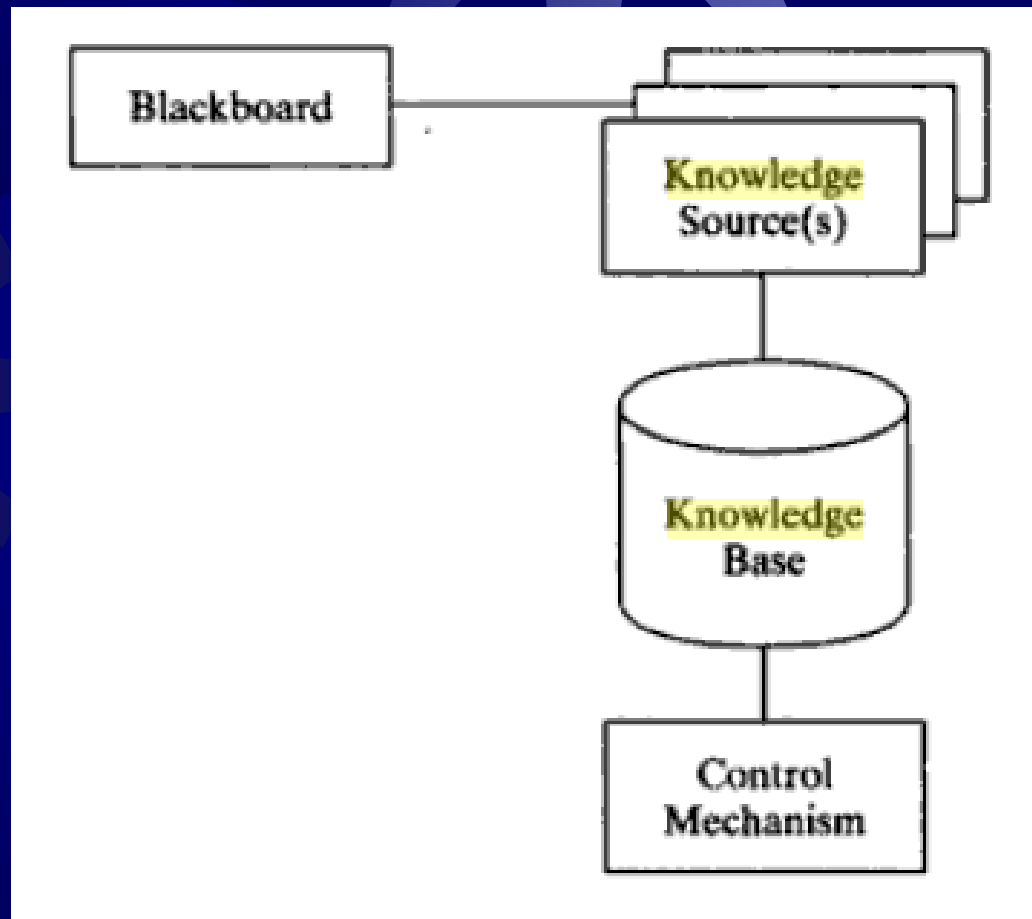 Blackboard
Knowledge
Source(s)
Knowledge
Base
Control
Mechanism